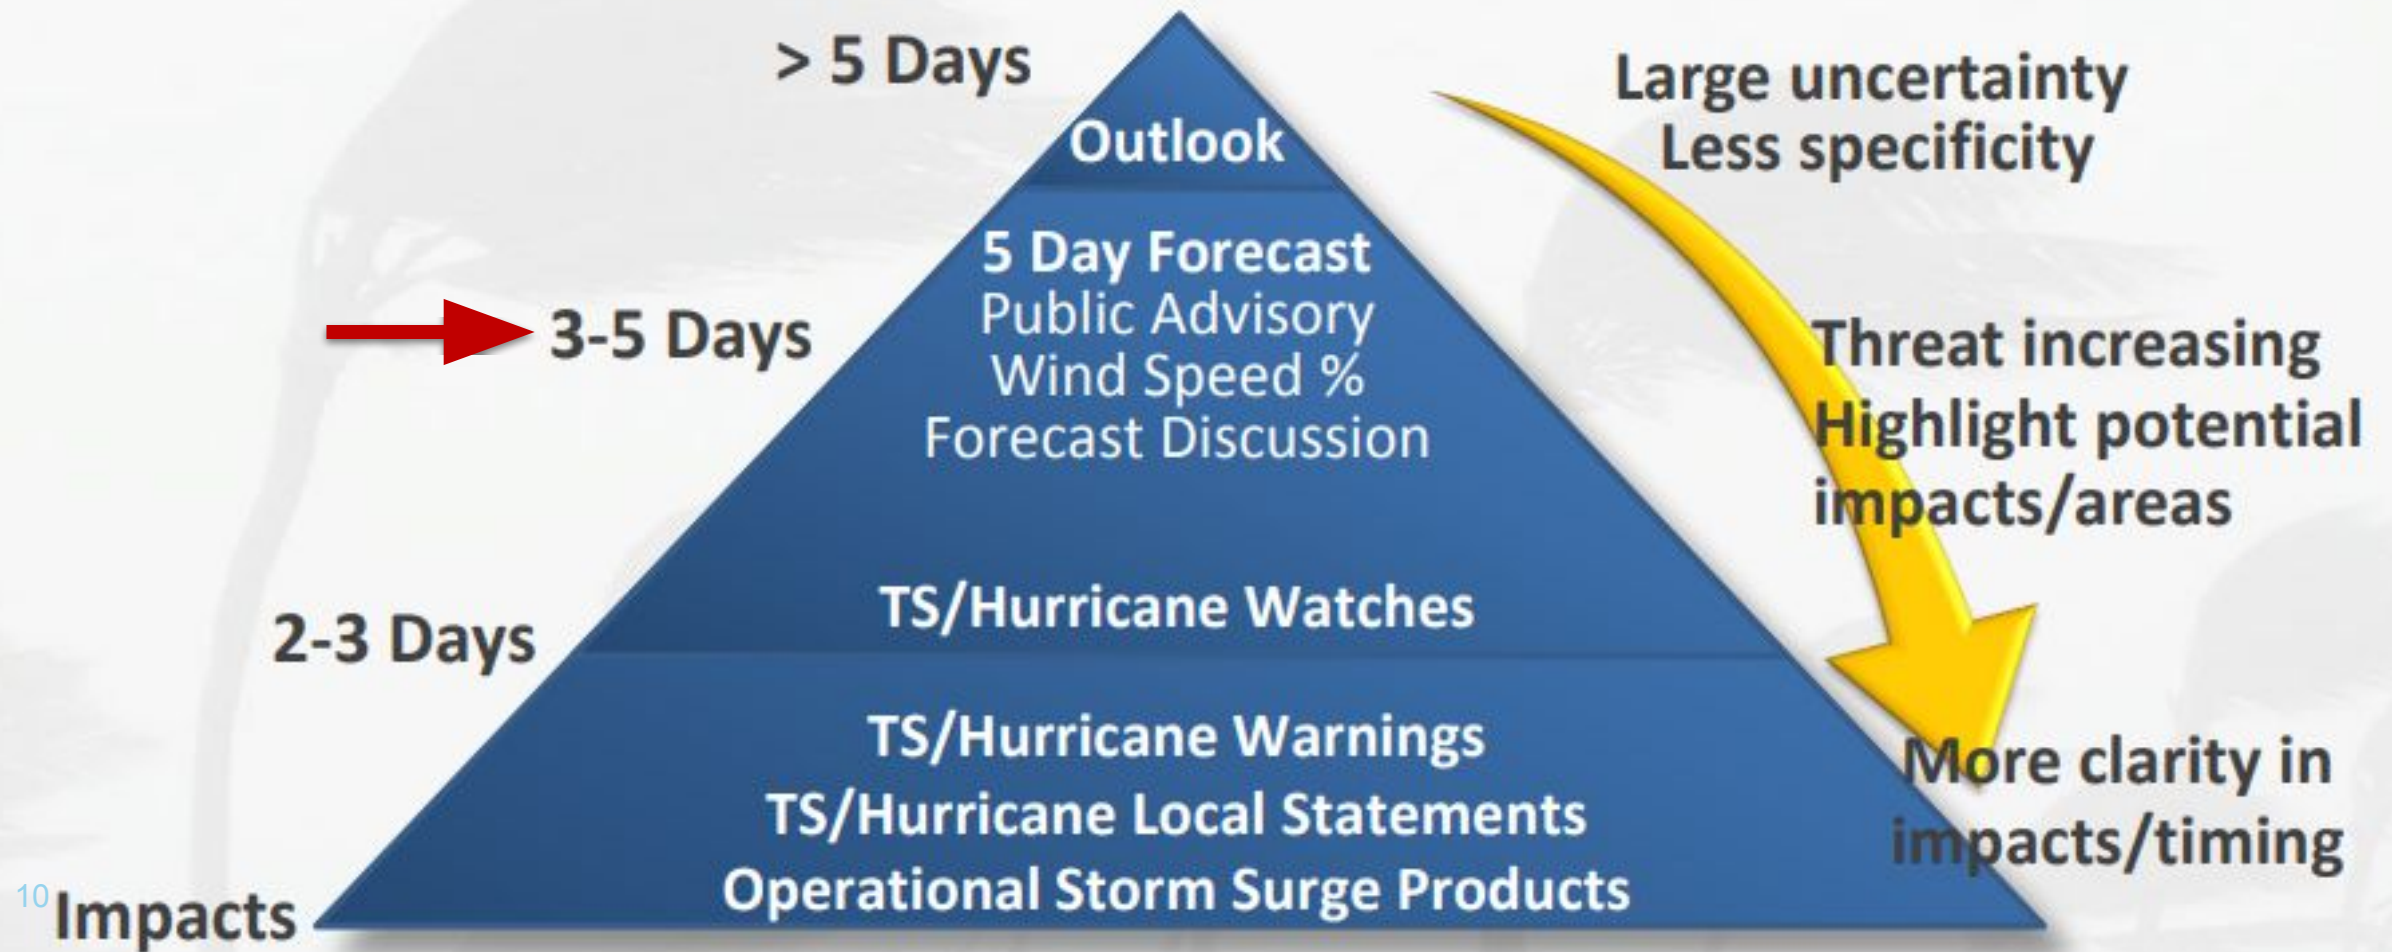 > 5 Days
Outlook
Large uncertainty
Less specificity
5 Day Forecast
Public Advisory
Wind Speed %
Forecast Discussion
3-5 Days
Threat increasing
Highlight potential
impacts/areas
TS/Hurricane Watches
2-3 Days
TS/Hurricane Warnings
TS/Hurricane Local Statements
Operational Storm Surge Products
More clarity in
impacts/timing
10
Impacts